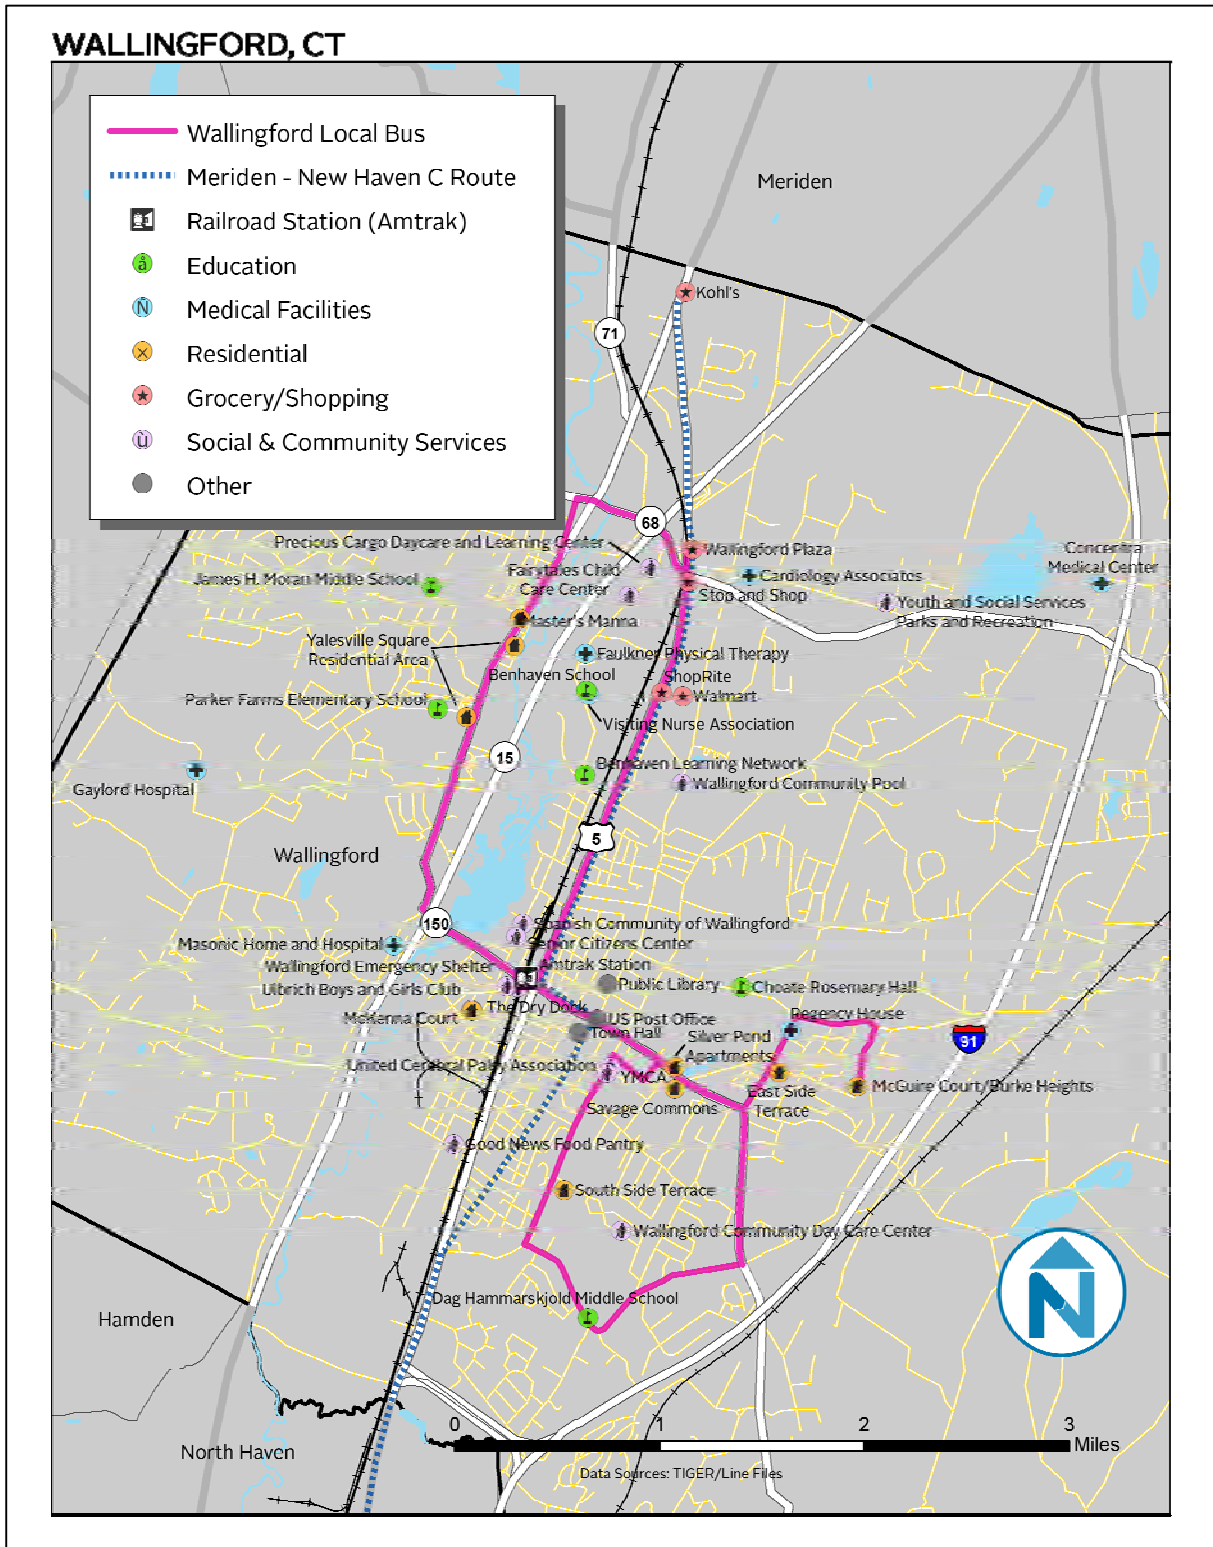 WALLINGFORD, CT
Wallingford Local Bus
Meriden - New Haven C Route
Railroad Station (Amtrak)
å
Education
Ñ
Medical Facilities
Residential
Grocery/Shopping
ù
Social & Community Services
Other
Meriden
Kohl's
71
68
Precious Cargo Daycare and Learning Center
Wallingford Plaza
Concentra
Medical Center
James H. Moran Middle School
Fairytales Child
Care Center
Cardiology Associates
Stop and Shop
Youth and Social Services
Parks and Recreation
Master's Manna
Yalesville Square
Residential Area
Faulkner Physical Therapy
Benhaven School
ShopRite
Walmart
Parker Farms Elementary School
Visiting Nurse Association
15
Benhaven Learning Network
Wallingford Community Pool
Gaylord Hospital
5
Wallingford
150
Spanish Community of Wallingford
Masonic Home and Hospital
Senior Citizens Center
Wallingford Emergency Shelter
Amtrak Station
Ulbrich Boys and Girls Club
Public Library
Choate Rosemary Hall
The Dry Dock
McKenna Court
US Post Office
Regency House
Town Hall
Silver Pond
Apartments
91
United Cerebral Palsy Association
YMCA
McGuire Court/Burke Heights
East Side
Terrace
Savage Commons
Good News Food Pantry
South Side Terrace
Wallingford Community Day Care Center
Dag Hammarskjold Middle School
N
Hamden
North Haven
0 1 2 3
Miles
Data Sources: TIGER/Line Files